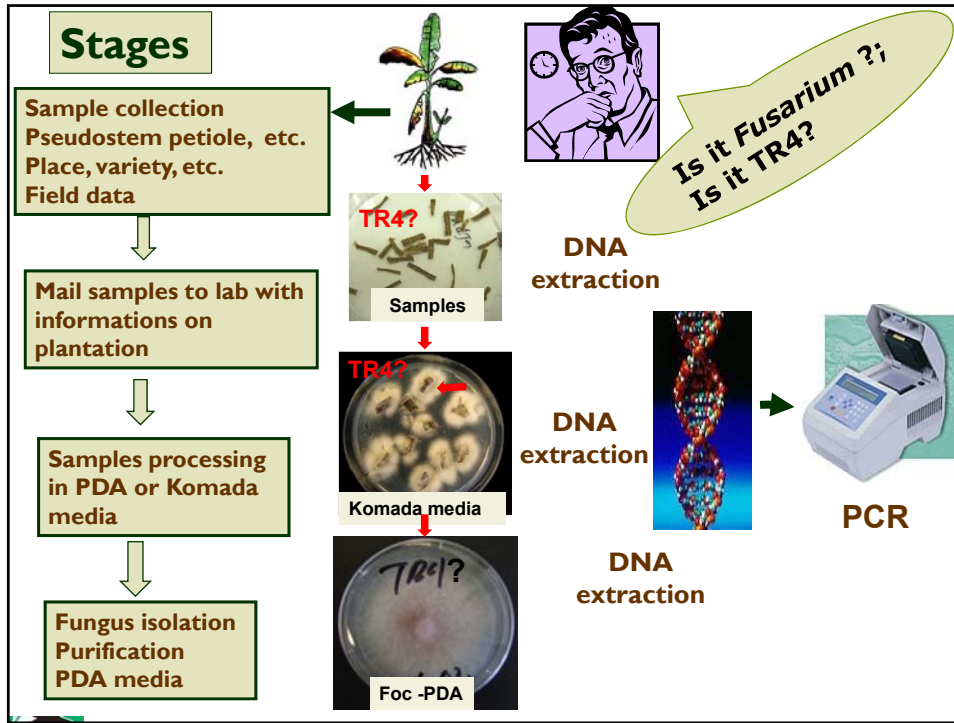 Stages
Sample collection
Pseudostem petiole, etc.
Place, variety, etc.
Field data
Mail samples to lab with
informations on
plantation
Samples processing
in PDA or Komada
media
Fungus isolation
Purification
PDA media
TR4?
Samples
TR4?
Komada media
TR4?
Foc -PDA
Is it Fusarium ?;
Is it TR4?
DNA
extraction
DNA
extraction
DNA
extraction
PCR